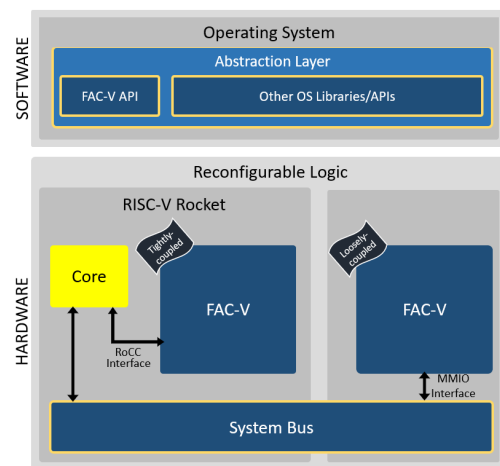 SOFTWARE
Operating System
Abstraction Layer
FAC-V API
Other OS Libraries/APIs
HARDWARE
Reconfigurable Logic
RISC-V Rocket
Tightly-
coupled
Loosely-
coupled
Core
FAC-V
FAC-V
RoCC
Interface
MMIO
Interface
System Bus